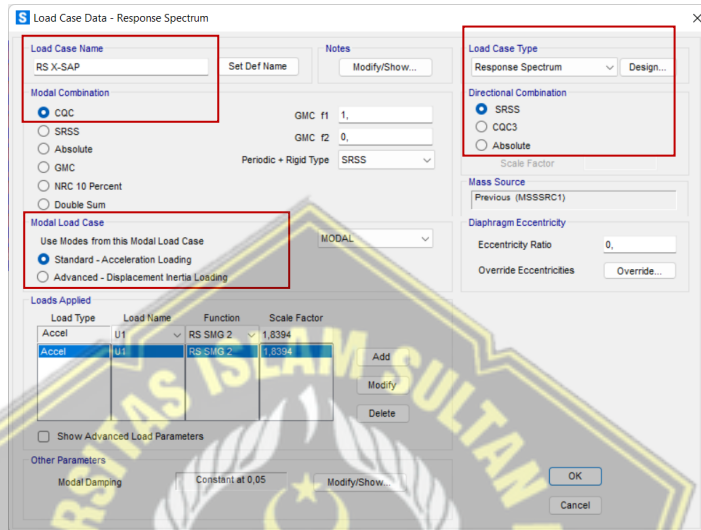 S Load Case Data - Response Spectrum
Load Case Name
RS X-SAP
Set Def Name
Notes
Modify/Show...
Load Case Type
Response Spectrum
Design...
Modal Combination
CQC
SRSS
Absolute
GMC
NRC 10 Percent
Double Sum
GMC f1 1,
GMC f2 0,
Periodic + Rigid Type SRSS
Directional Combination
SRSS
CQC3
Absolute
Scale Factor
Mass Source
Previous (MSSSRC1)
Modal Load Case
Use Modes from this Modal Load Case MODAL
Standard - Acceleration Loading
Advanced - Displacement Inertia Loading
Diaphragm Eccentricity
Eccentricity Ratio 0,
Override Eccentricities Override...
Loads Applied
Load Type Load Name Function Scale Factor
Accel U1 RS SMG 2 1,8394
Accel U1 RS SMG 2 1,8394
Add
Modify
Delete
Show Advanced Load Parameters
Other Parameters
Modal Damping Constant at 0,05 Modify/Show...
OK
Cancel
SITAS ISLAM SULTAN